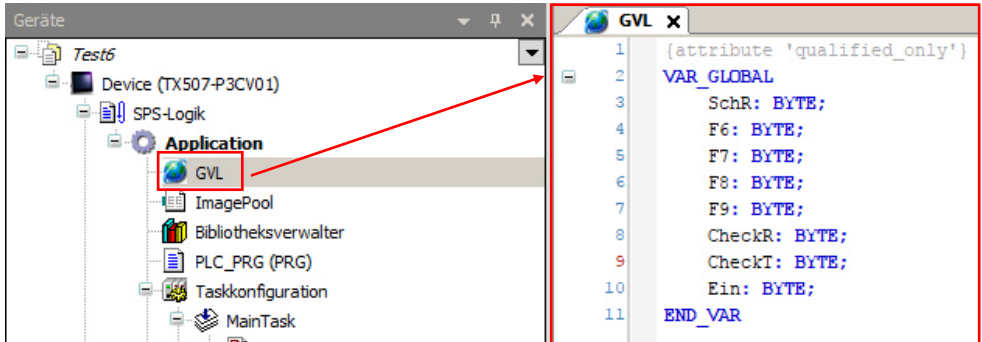 Geräte
Test6
Device (TX507-P3CV01)
SPS-Logik
Application
GVL
ImagePool
Bibliotheksverwalter
PLC_PRG (PRG)
Taskkonfiguration
MainTask
GVL X
1 {attribute 'qualified_only'}
2 VAR_GLOBAL
3 SchR: BYTE;
4 F6: BYTE;
5 F7: BYTE;
6 F8: BYTE;
7 F9: BYTE;
8 CheckR: BYTE;
9 CheckT: BYTE;
10 Ein: BYTE;
11 END_VAR